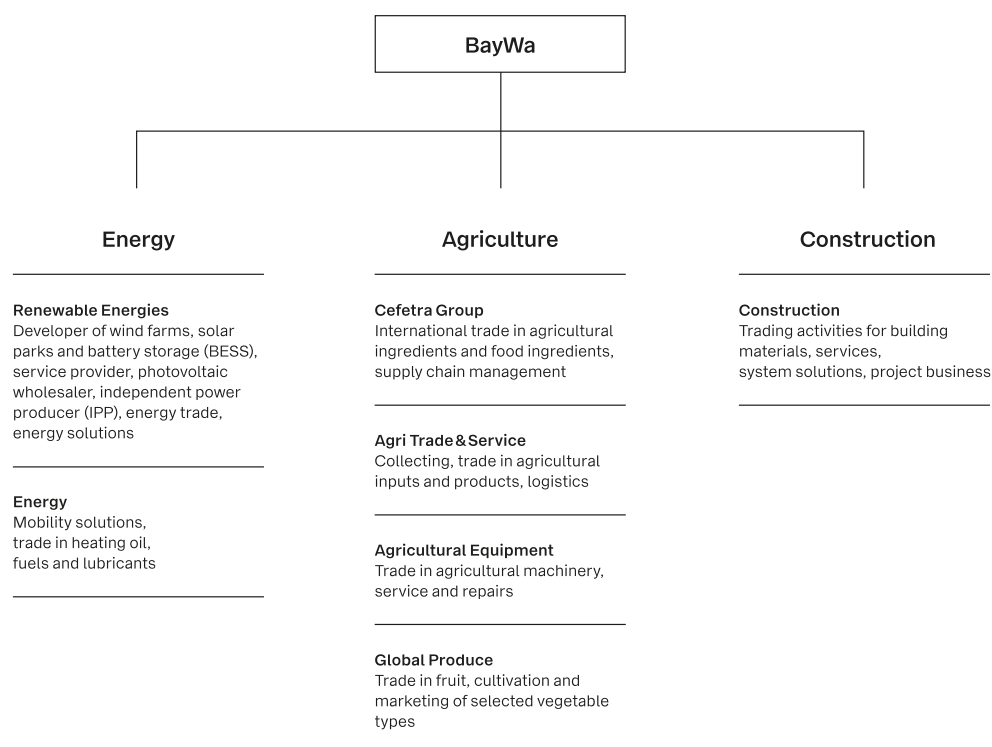 BayWa
Energy
Renewable Energies
Developer of wind farms, solar
parks and battery storage (BESS),
service provider, photovoltaic
wholesaler, independent power
producer (IPP), energy trade,
energy solutions
Energy
Mobility solutions,
trade in heating oil,
fuels and lubricants
Agriculture
Cefetra Group
International trade in agricultural
ingredients and food ingredients,
supply chain management
Agri Trade & Service
Collecting, trade in agricultural
inputs and products, logistics
Agricultural Equipment
Trade in agricultural machinery,
service and repairs
Global Produce
Trade in fruit, cultivation and
marketing of selected vegetable
types
Construction
Construction
Trading activities for building
materials, services,
system solutions, project business